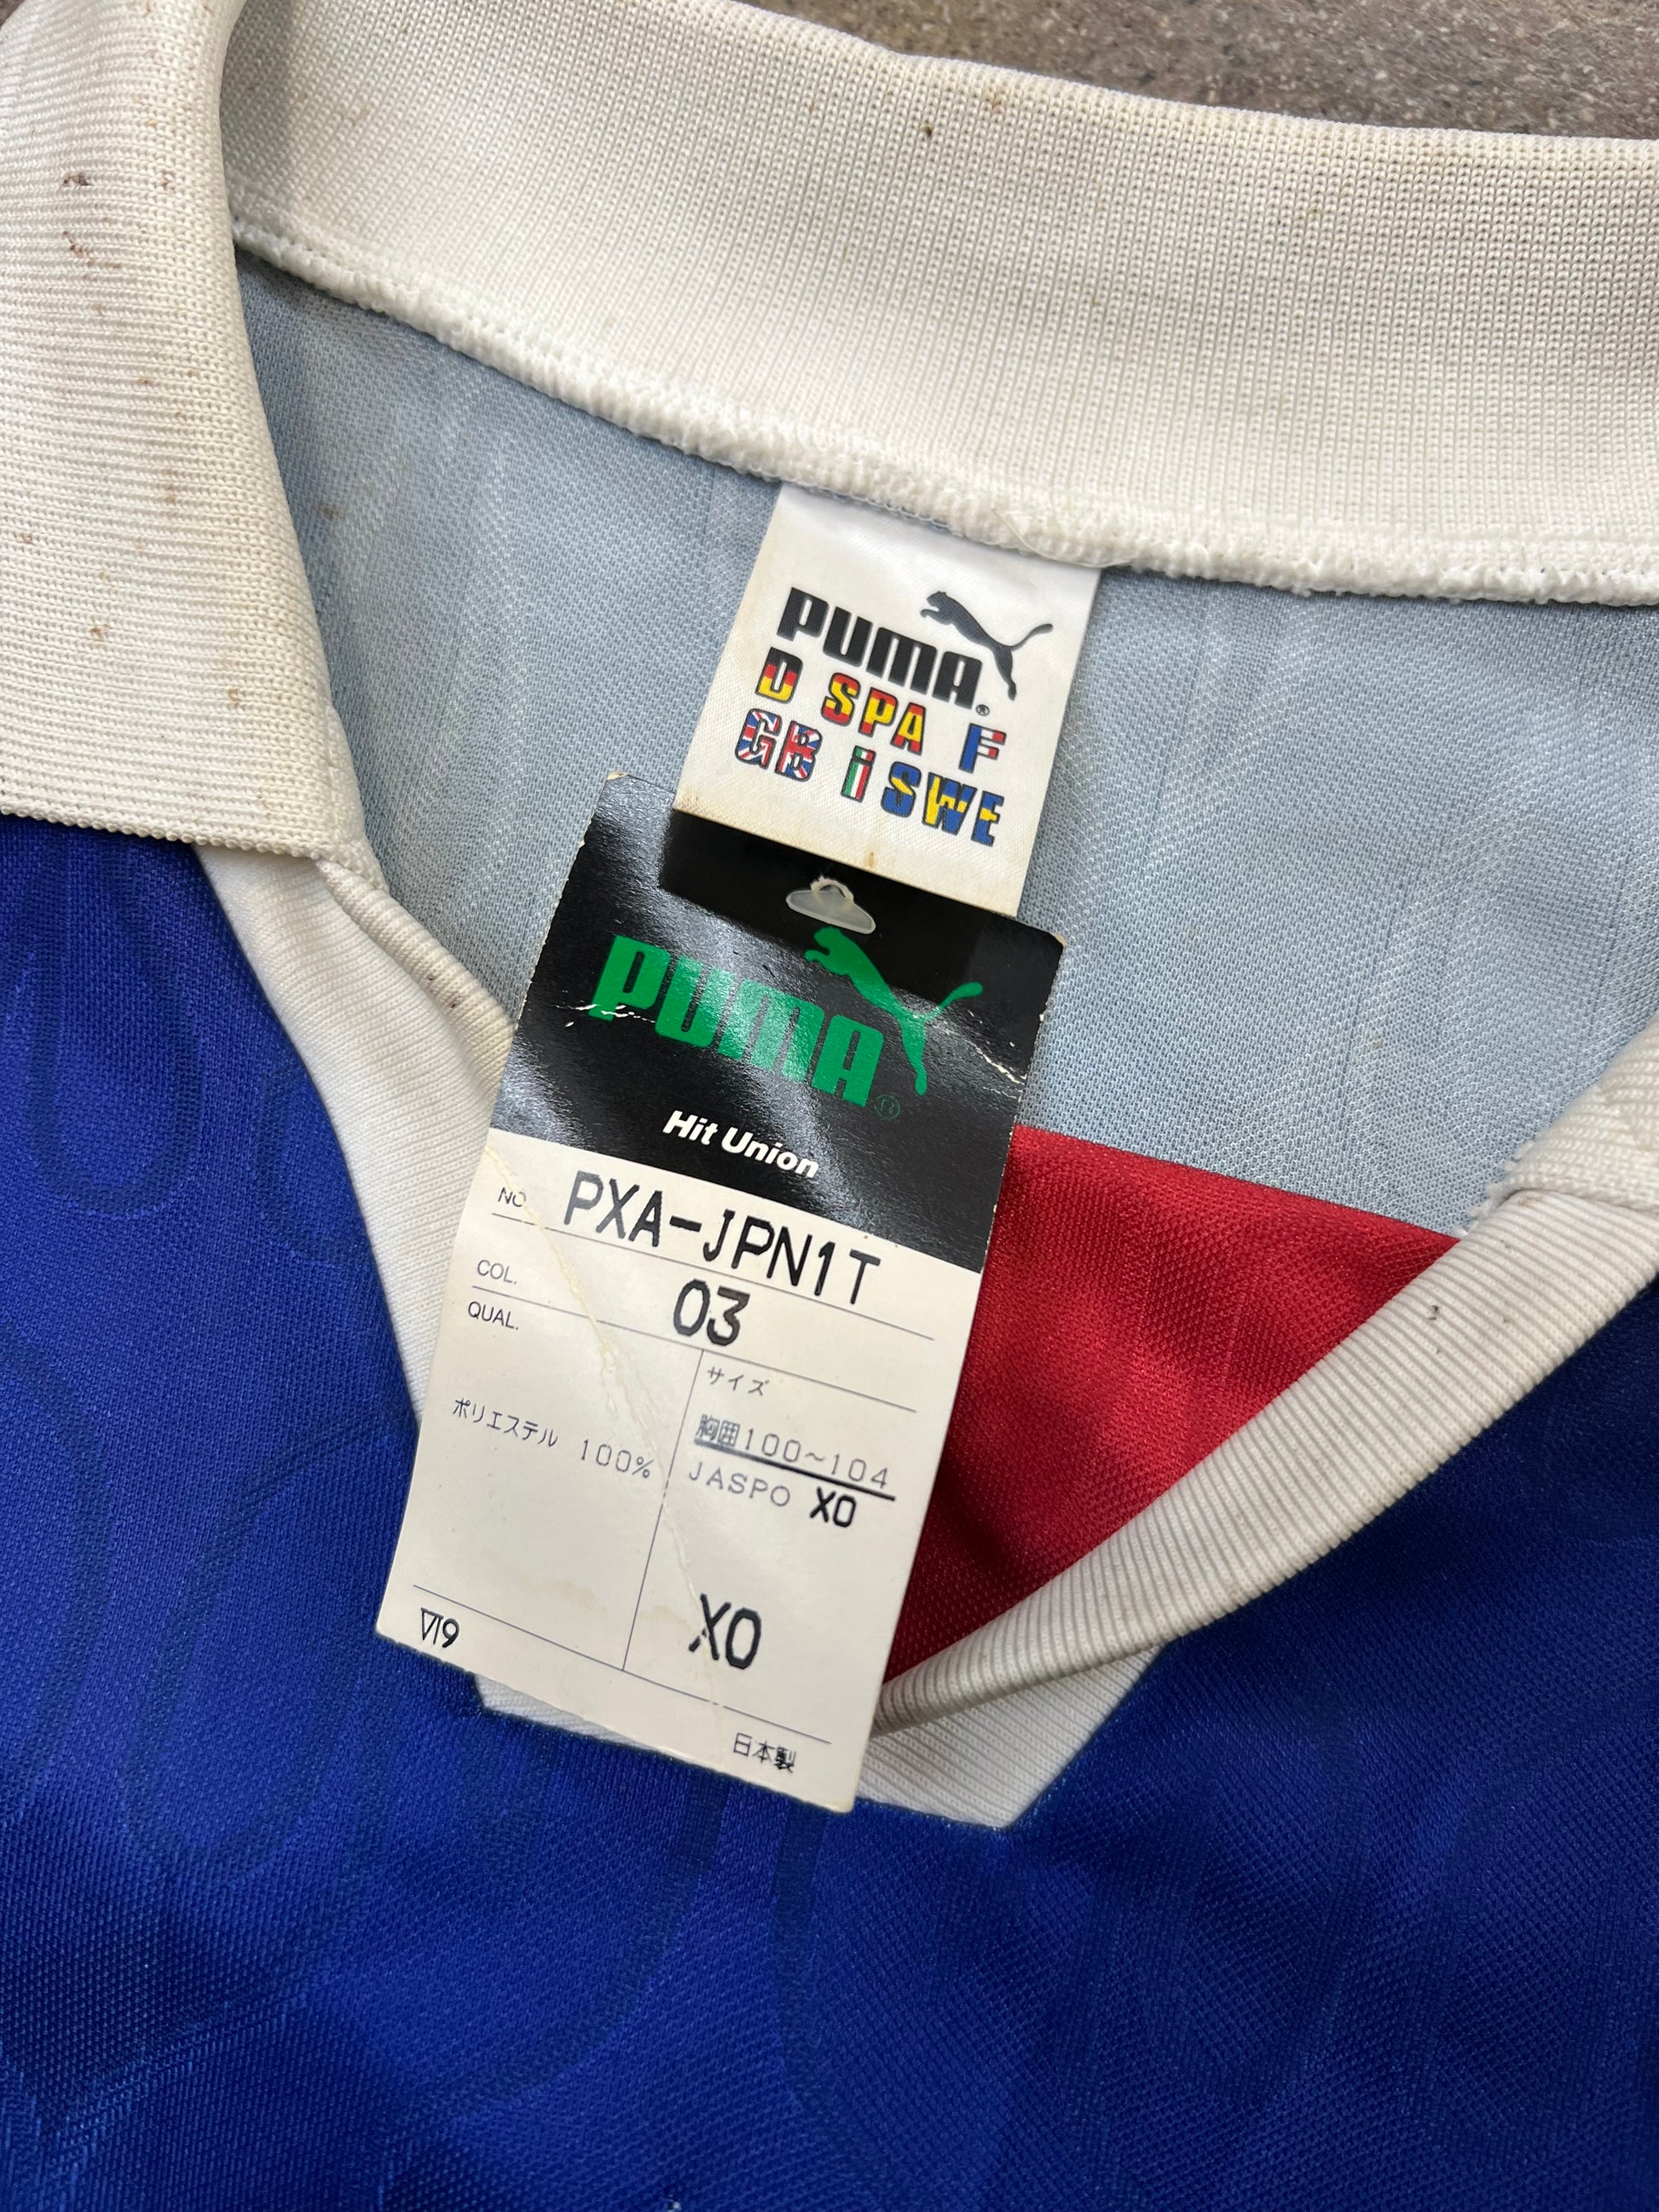 PUMA®
D SPA F
GB i SWE
PUMA®
Hit Union
NO. PXA-JPN1T
COL. 03
QUAL.
サイズ
ポリエステル 100%
胸囲100~104
JASPO XO
XO
日本製